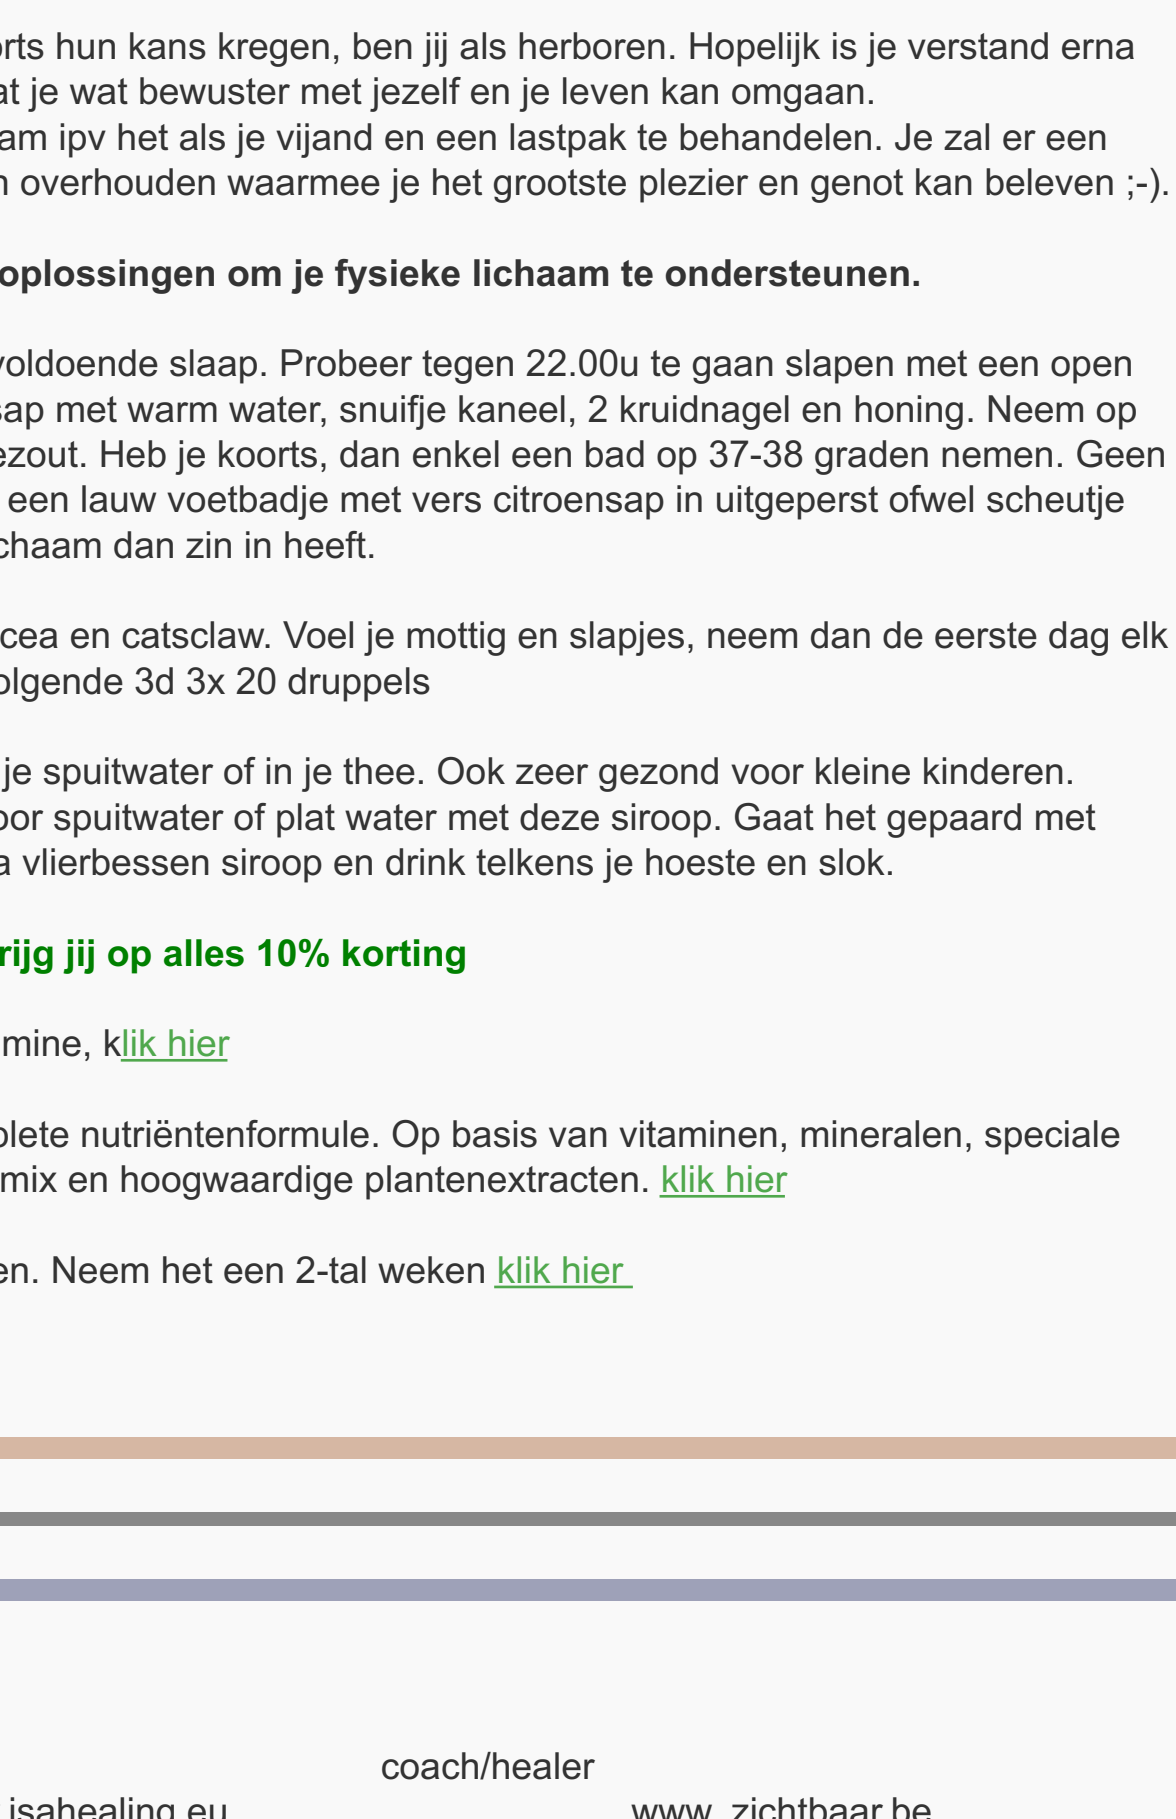 hun kans kregen, ben jij als herboren. Hopelijk is je verstand erna
je wat bewuster met jezelf en je leven kan omgaan.
ipv het als je vijand en een lastpak te behandelen. Je zal er een
overhouden waarmee je het grootste plezier en genot kan beleven ;-).
oplossingen om je fysieke lichaam te ondersteunen.
voldoende slaap. Probeer tegen 22.00u te gaan slapen met een open
sap met warm water, snuifje kaneel, 2 kruidnagel en honing. Neem op
ezout. Heb je koorts, dan enkel een bad op 37-38 graden nemen. Geen
een lauw voetbadje met vers citroensap in uitgeperst ofwel scheutje
chaam dan zin in heeft.
cea en catsclaw. Voel je mottig en slapjes, neem dan de eerste dag elk
olgende 3d 3x 20 druppels
je spuitwater of in je thee. Ook zeer gezond voor kleine kinderen.
oor spuitwater of plat water met deze siroop. Gaat het gepaard met
a vlierbessen siroop en drink telkens je hoeste en slok.
rijg jij op alles 10% korting
mine, klik hier
plete nutriëntenformule. Op basis van vitaminen, mineralen, speciale
mix en hoogwaardige plantenextracten. klik hier
en. Neem het een 2-tal weken klik hier
coach/healer
isahealing.eu www. zichtbaar.be